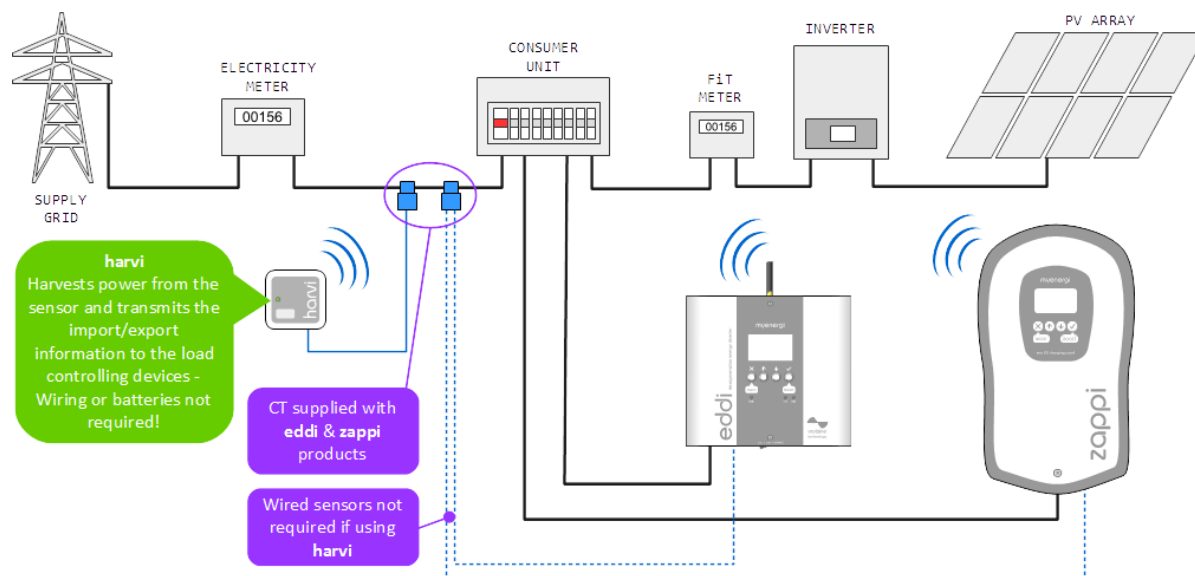 PV ARRAY
INVERTER
CONSUMER
UNIT
ELECTRICITY
METER
FiT
METER
00156
00156
SUPPLY
GRID
harvi
Harvests power from the
sensor and transmits the
import/export
information to the load
controlling devices -
Wiring or batteries not
required!
harvi
CT supplied with
eddi & zappi
products
Wired sensors not
required if using
harvi
myenergi
eddi
myenergi
zappi